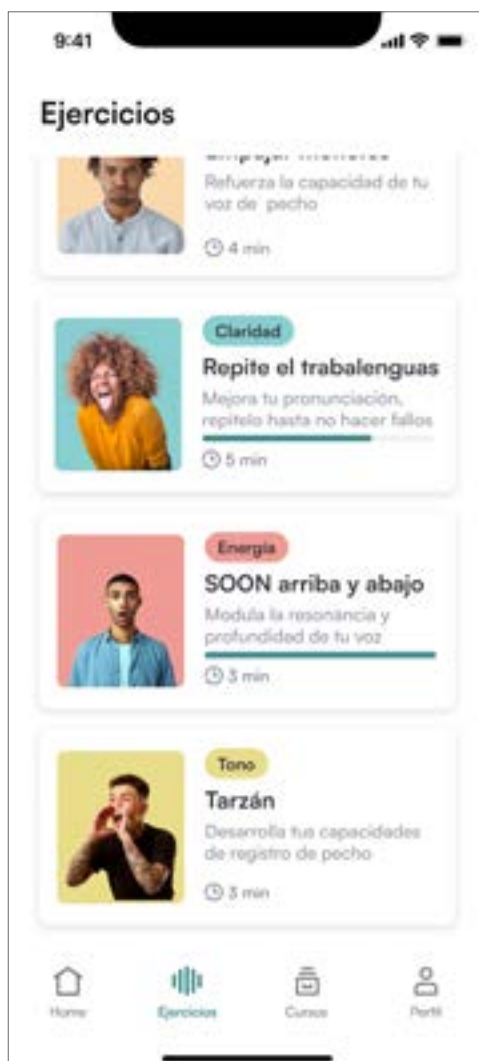 9:41
Ejercicios
Refuerza la capacidad de tu
voz de pecho
4 min
Claridad
Repite el trabalenguas
Mejora tu pronunciación,
repítelo hasta no hacer fallos
5 min
Energía
SOON arriba y abajo
Modula la resonancia y
profundidad de tu voz
3 min
Tono
Tarzán
Desarrolla tus capacidades
de registro de pecho
3 min
Home
Ejercicios
Cursos
Perfil